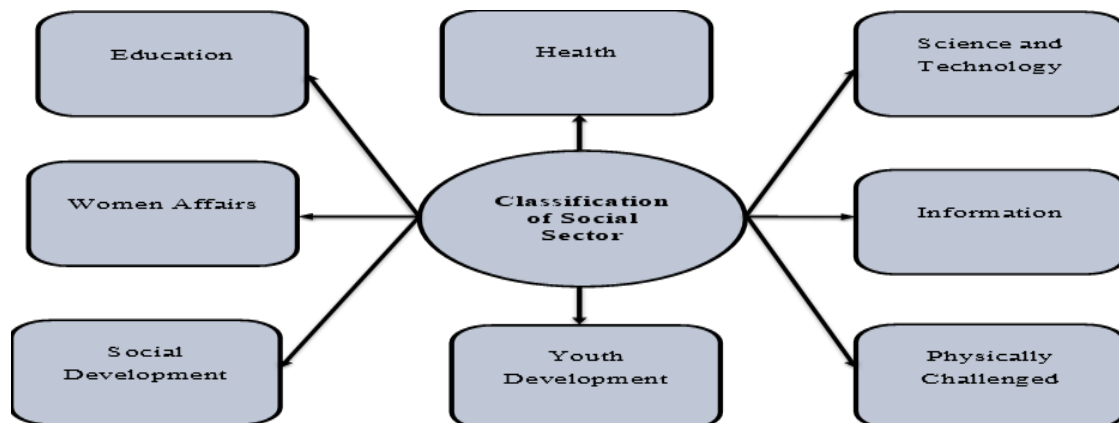 Education
Health
Science and
Technology
Women Affairs
Classification
of Social
Sector
Information
Social
Development
Youth
Development
Physically
Challenged